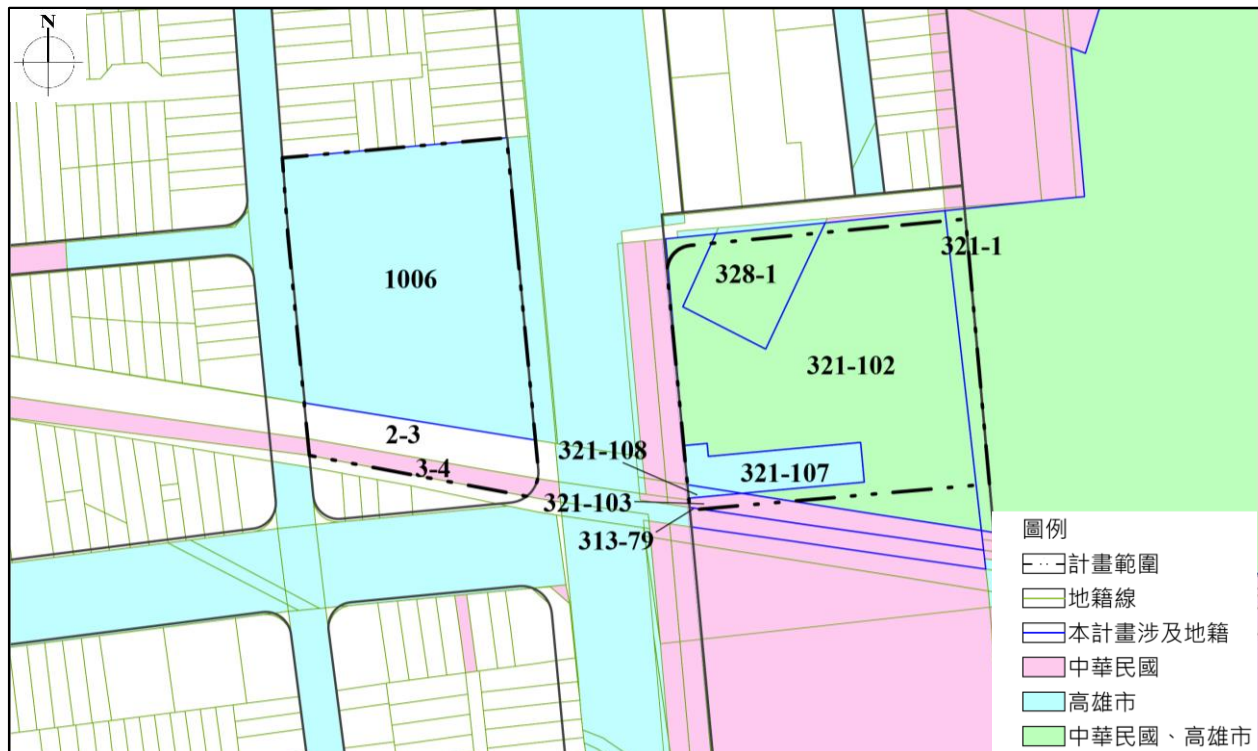 N
1006
328-1
321-1
321-102
2-3
3-4
321-108
321-107
321-103
313-79
圖例
計畫範圍
地籍線
本計畫涉及地籍
中華民國
高雄市
中華民國、高雄市